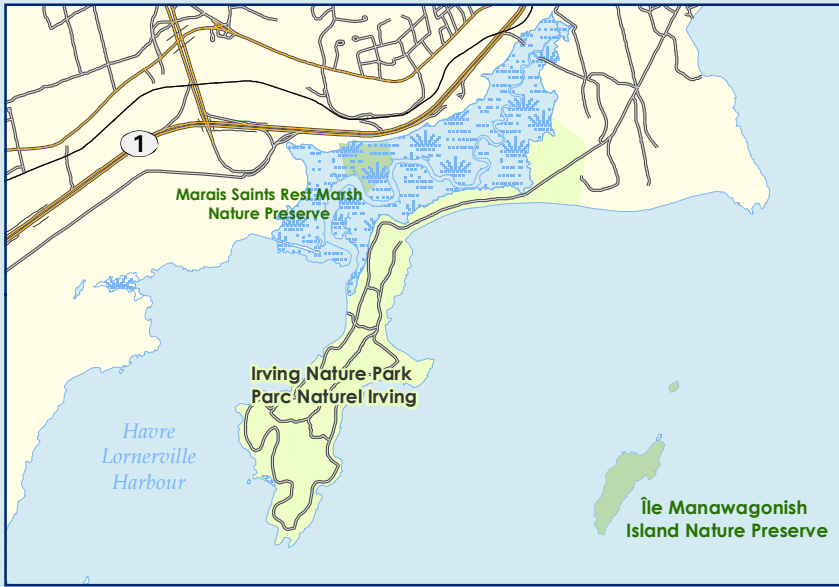 1
Marais Saints Rest Marsh
Nature Preserve
Irving Nature Park
Parc Naturel Irving
Havre
Lornerville
Harbour
Île Manawagonish
Island Nature Preserve